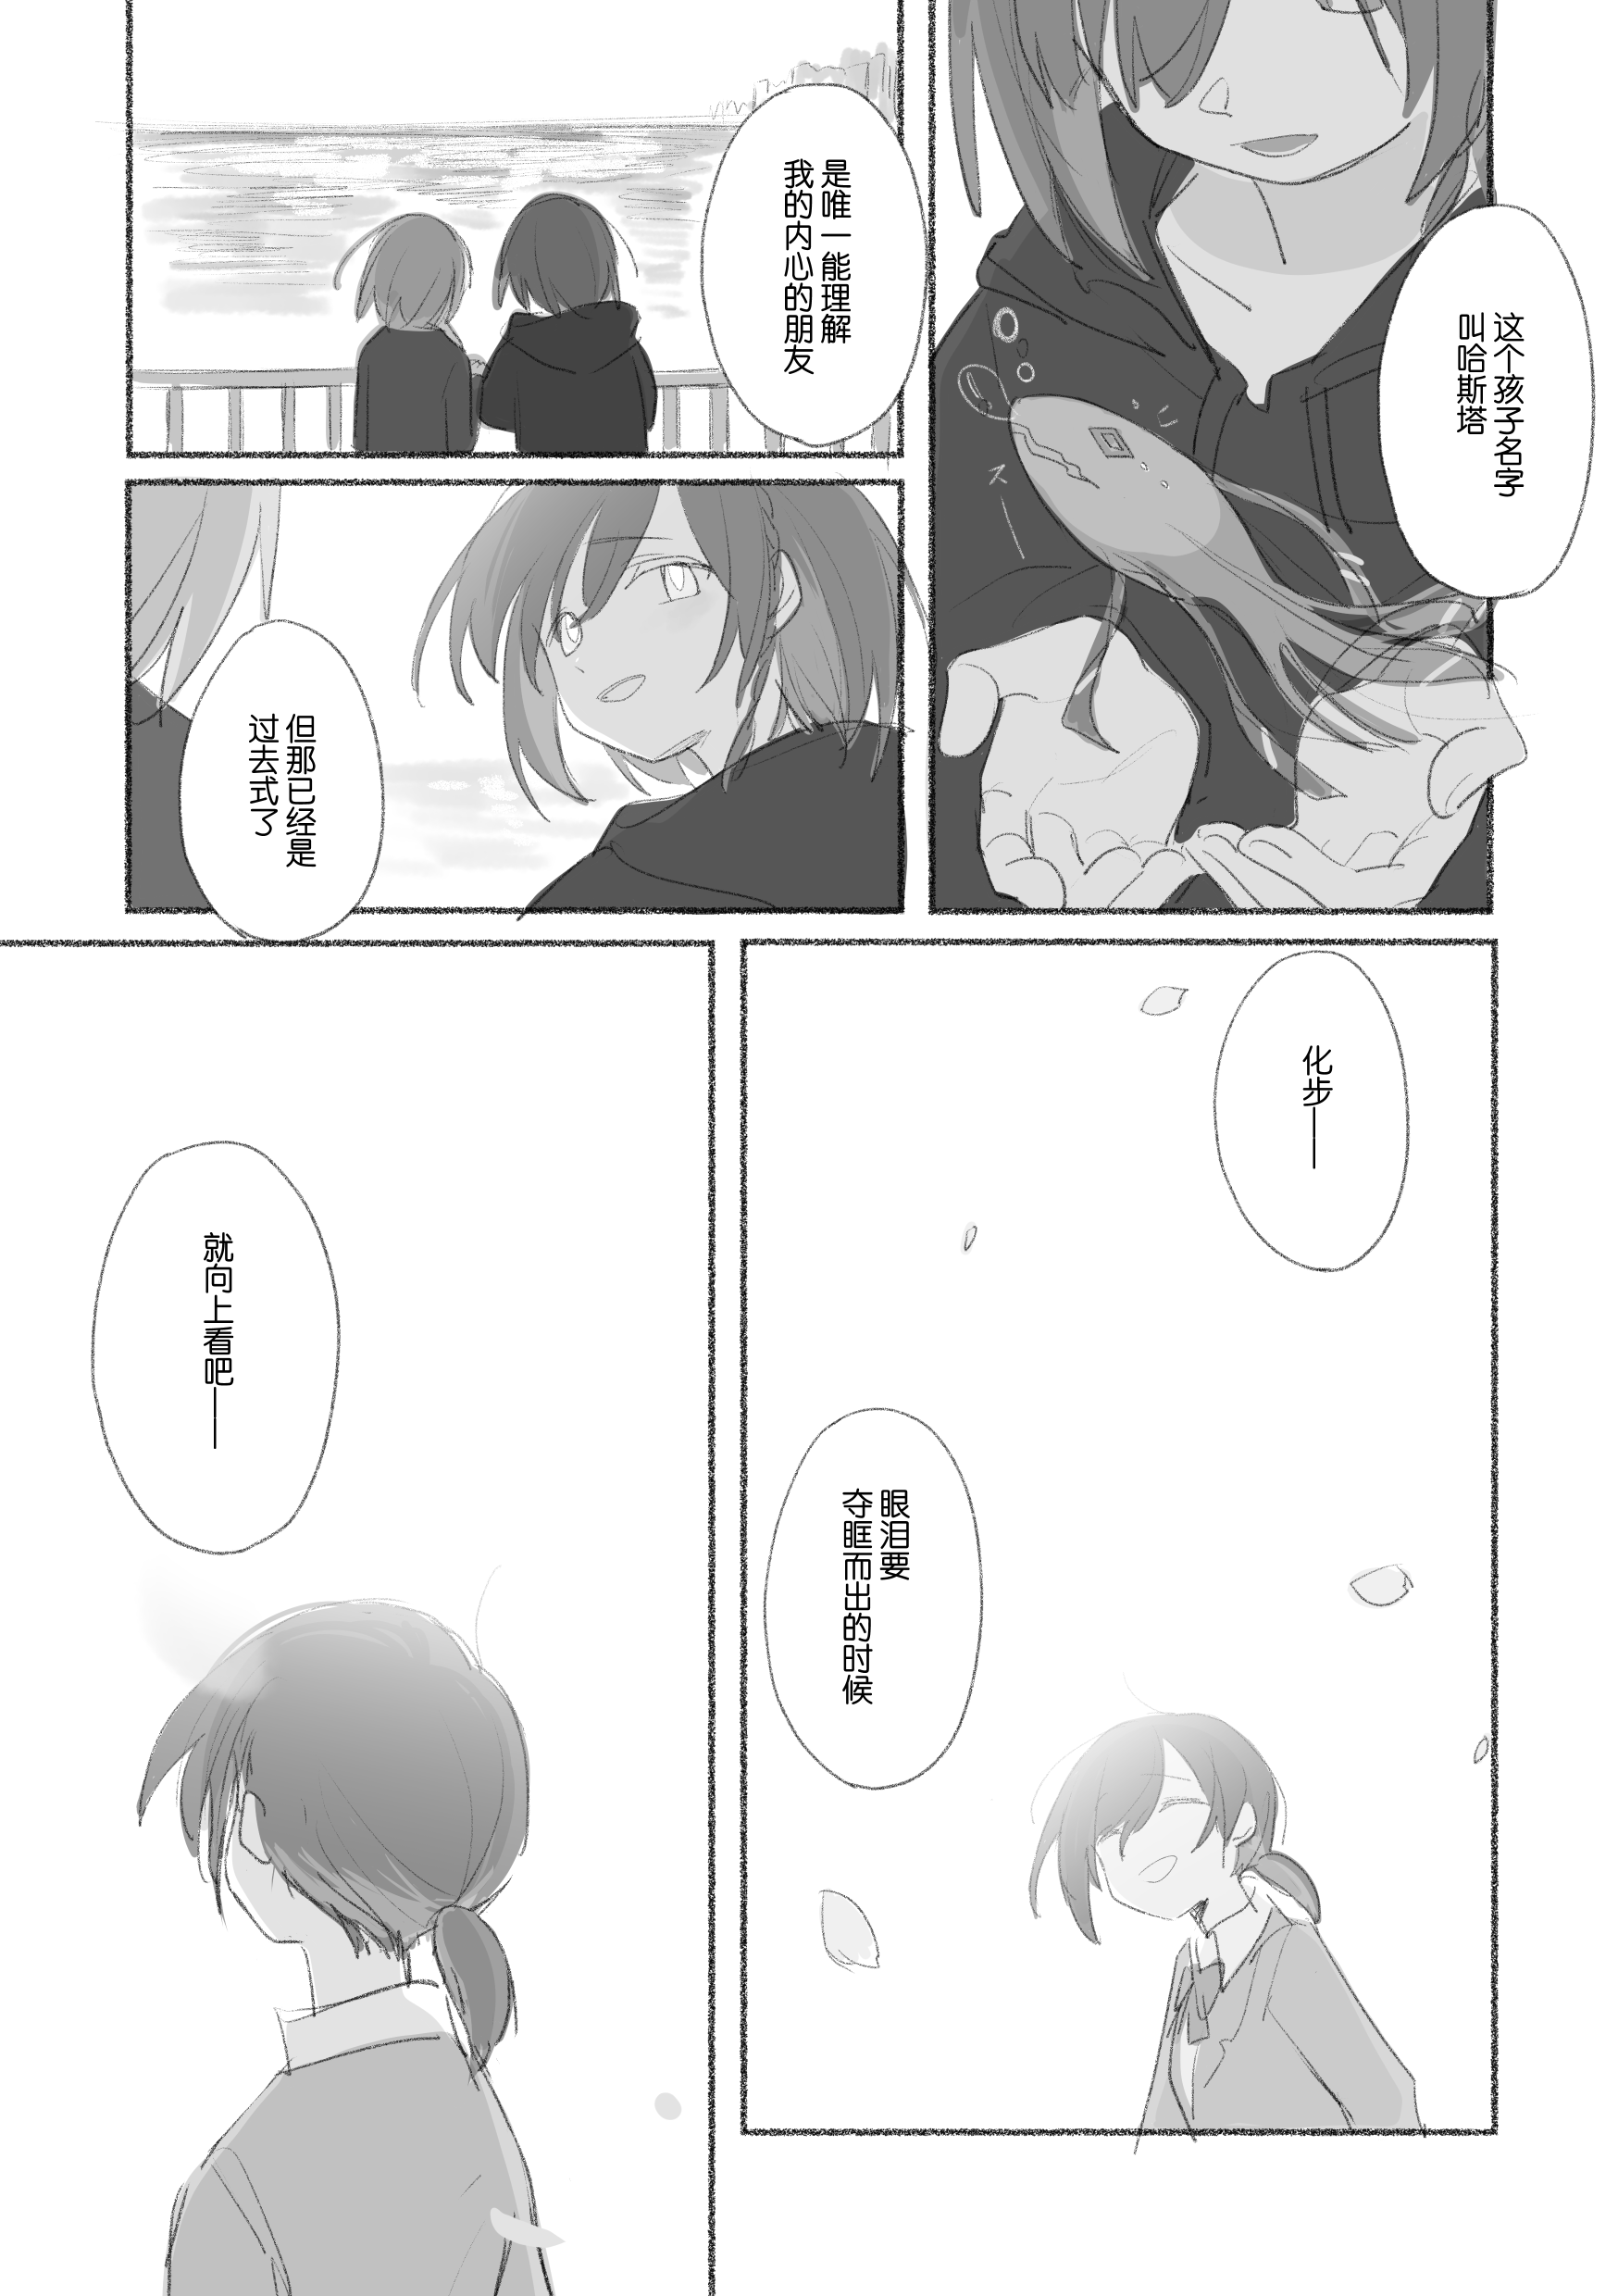 这个孩子名字
叫哈斯塔
スー
是唯一能理解
我的内心的朋友
但那已经是
过去式了
化步——
眼泪要
夺眶而出的时候
就向上看吧——